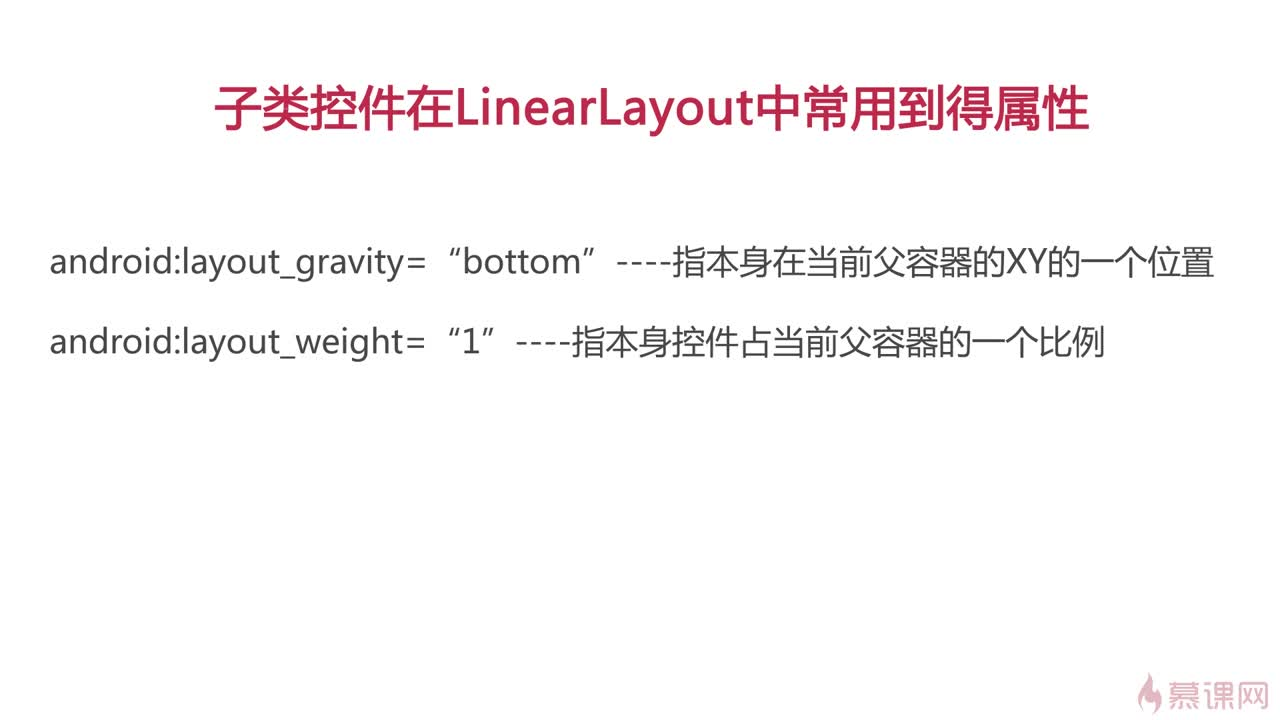 子类控件在LinearLayout中常用到得属性
android:layout_gravity=“bottom”----指本身在当前父容器的XY的一个位置
android:layout_weight=“1”----指本身控件占当前父容器的一个比例
慕课网